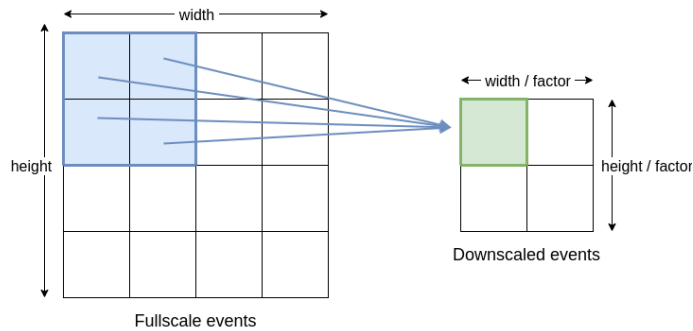 width
height
Fullscale events
width / factor
height / factor
Downscaled events